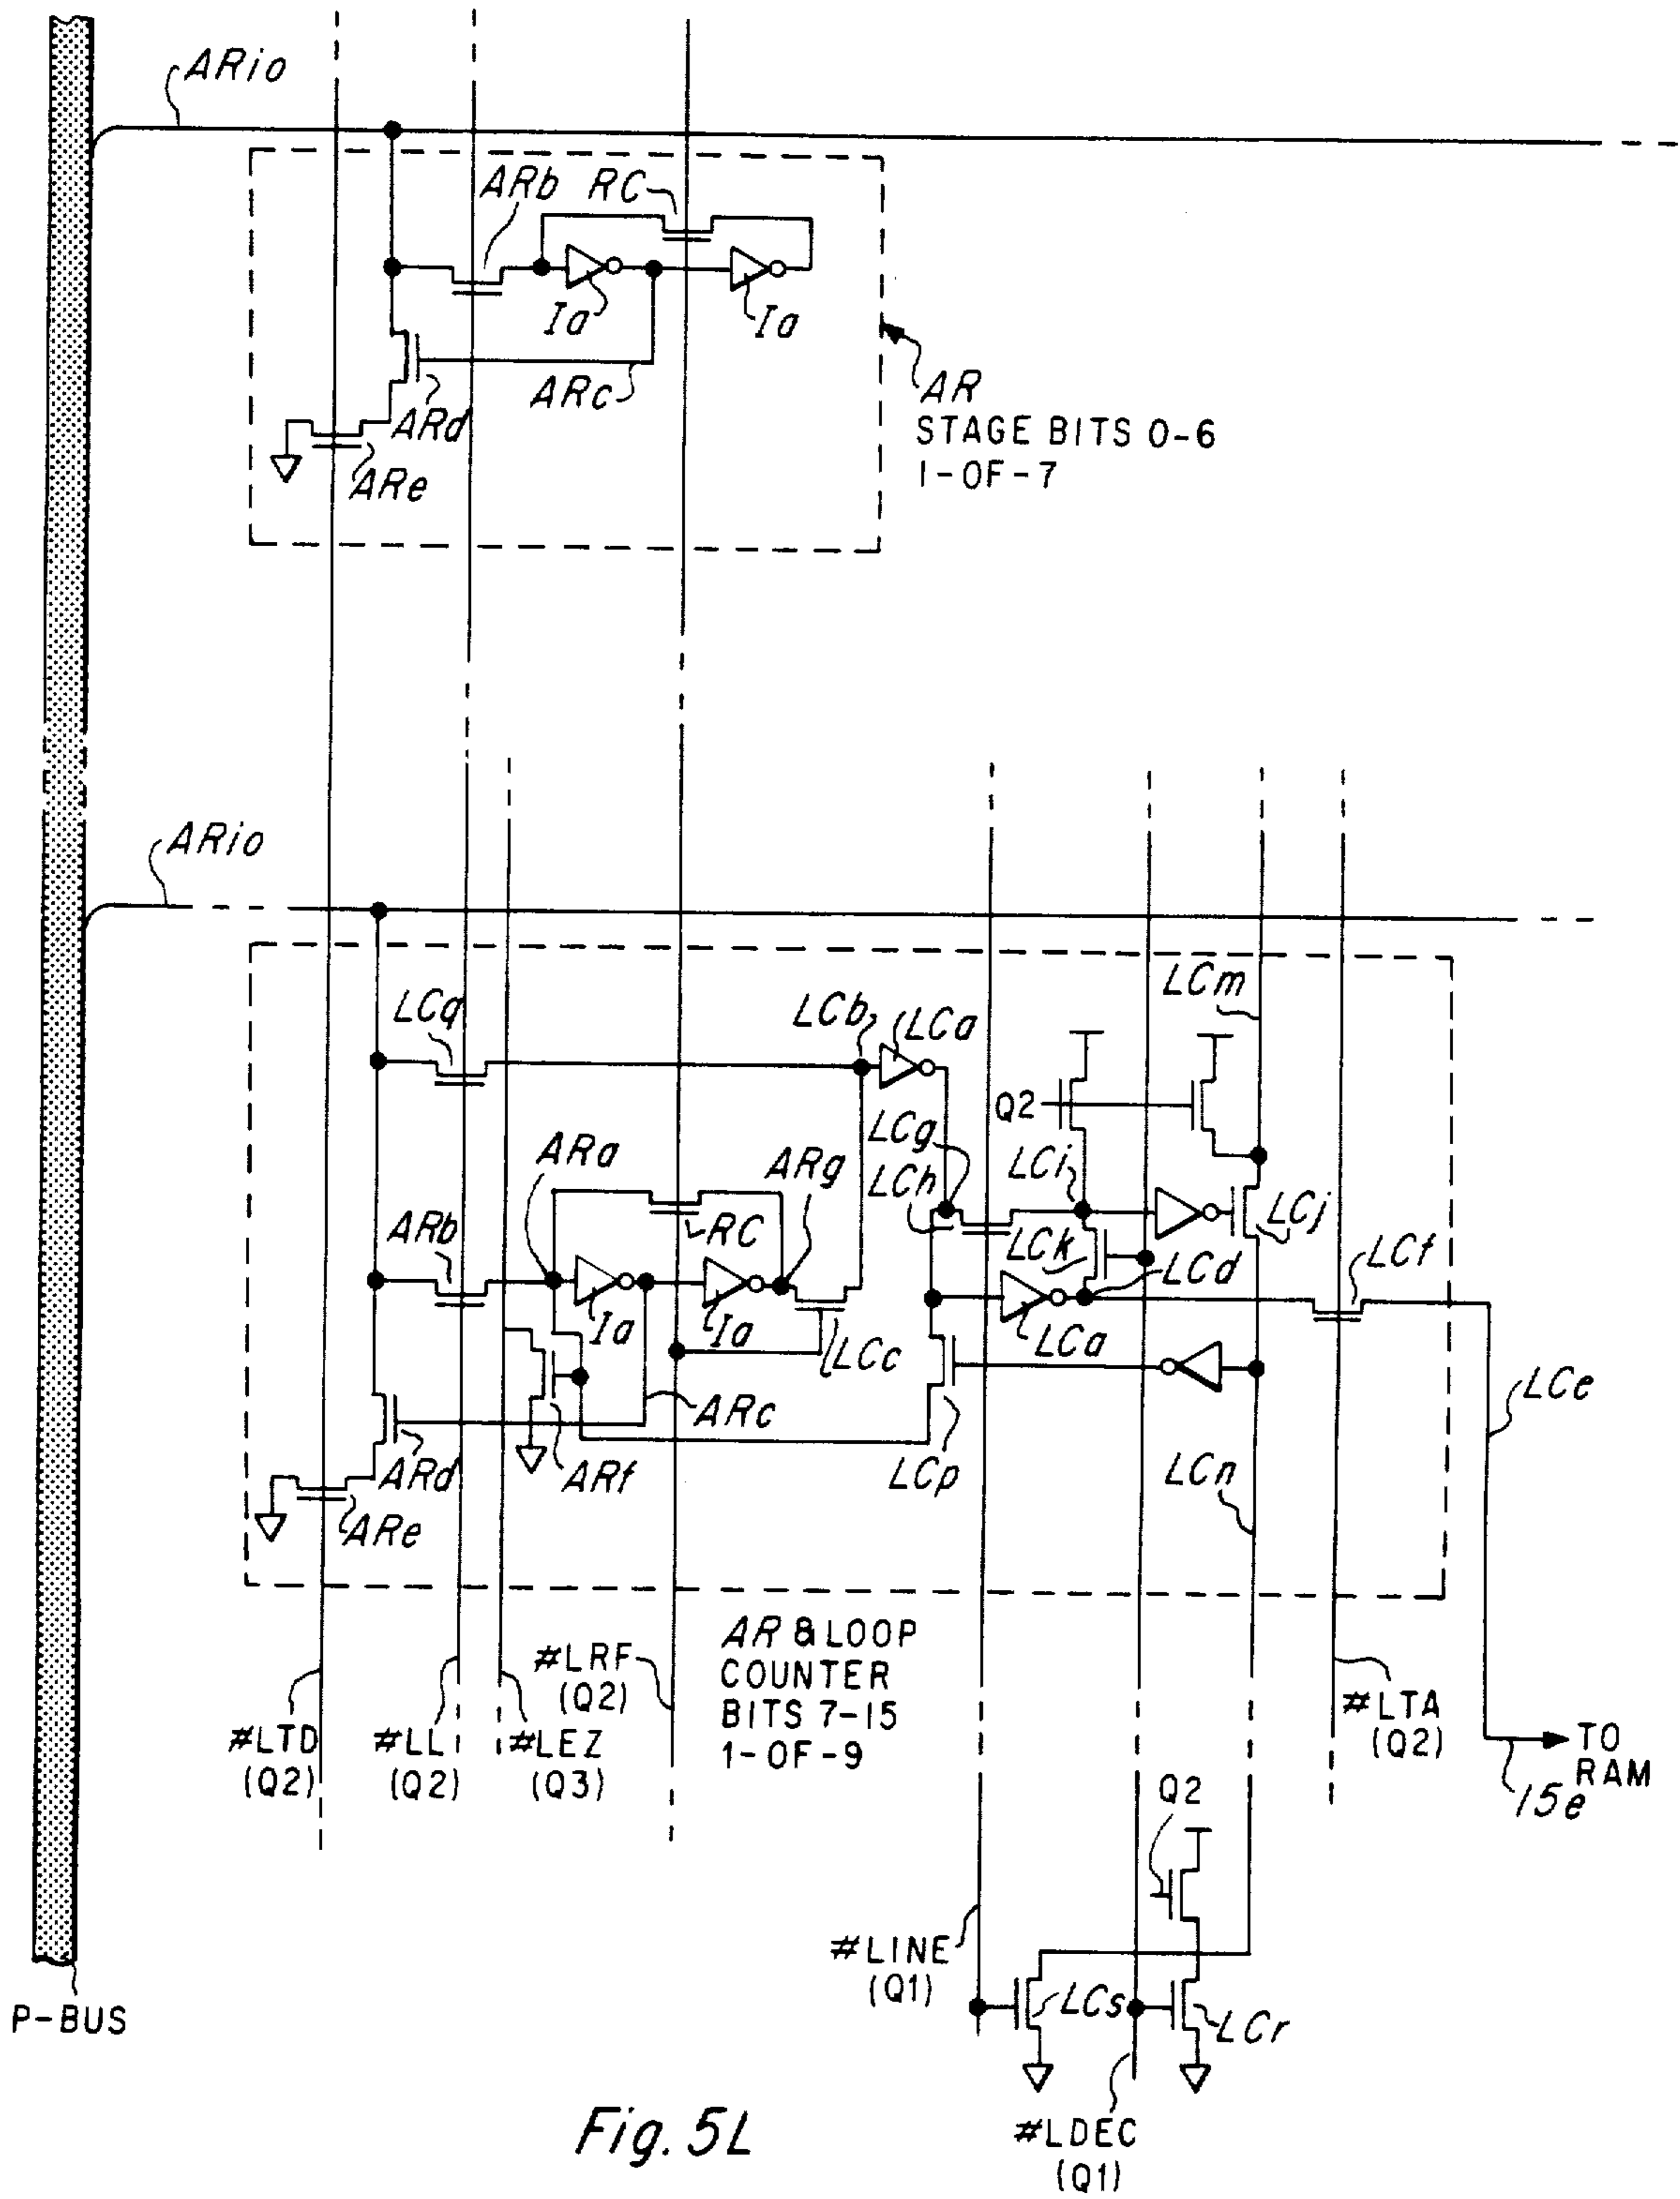 ARio
ARb
RC
Ia
Ia
ARc
ARd
ARe
AR
STAGE BITS 0-6
1-OF-7
ARio
LCq
LCb
LCa
LCm
Q2
LCg
ARa
ARg
LCh
LCi
LCj
ARb
RC
LCk
LCd
LCf
Ia
Ia
LCc
LCa
LCe
ARc
ARd
ARf
LCp
LCn
ARe
AR & LOOP
COUNTER
BITS 7-15
1-OF-9
#LRF
(Q2)
#LTD
(Q2)
#LL
(Q2)
#LEZ
(Q3)
#LTA
(Q2)
TO
RAM
15e
Q2
#LINE
(Q1)
LCs
LCr
P-BUS
#LDEC
(Q1)
Fig. 5L